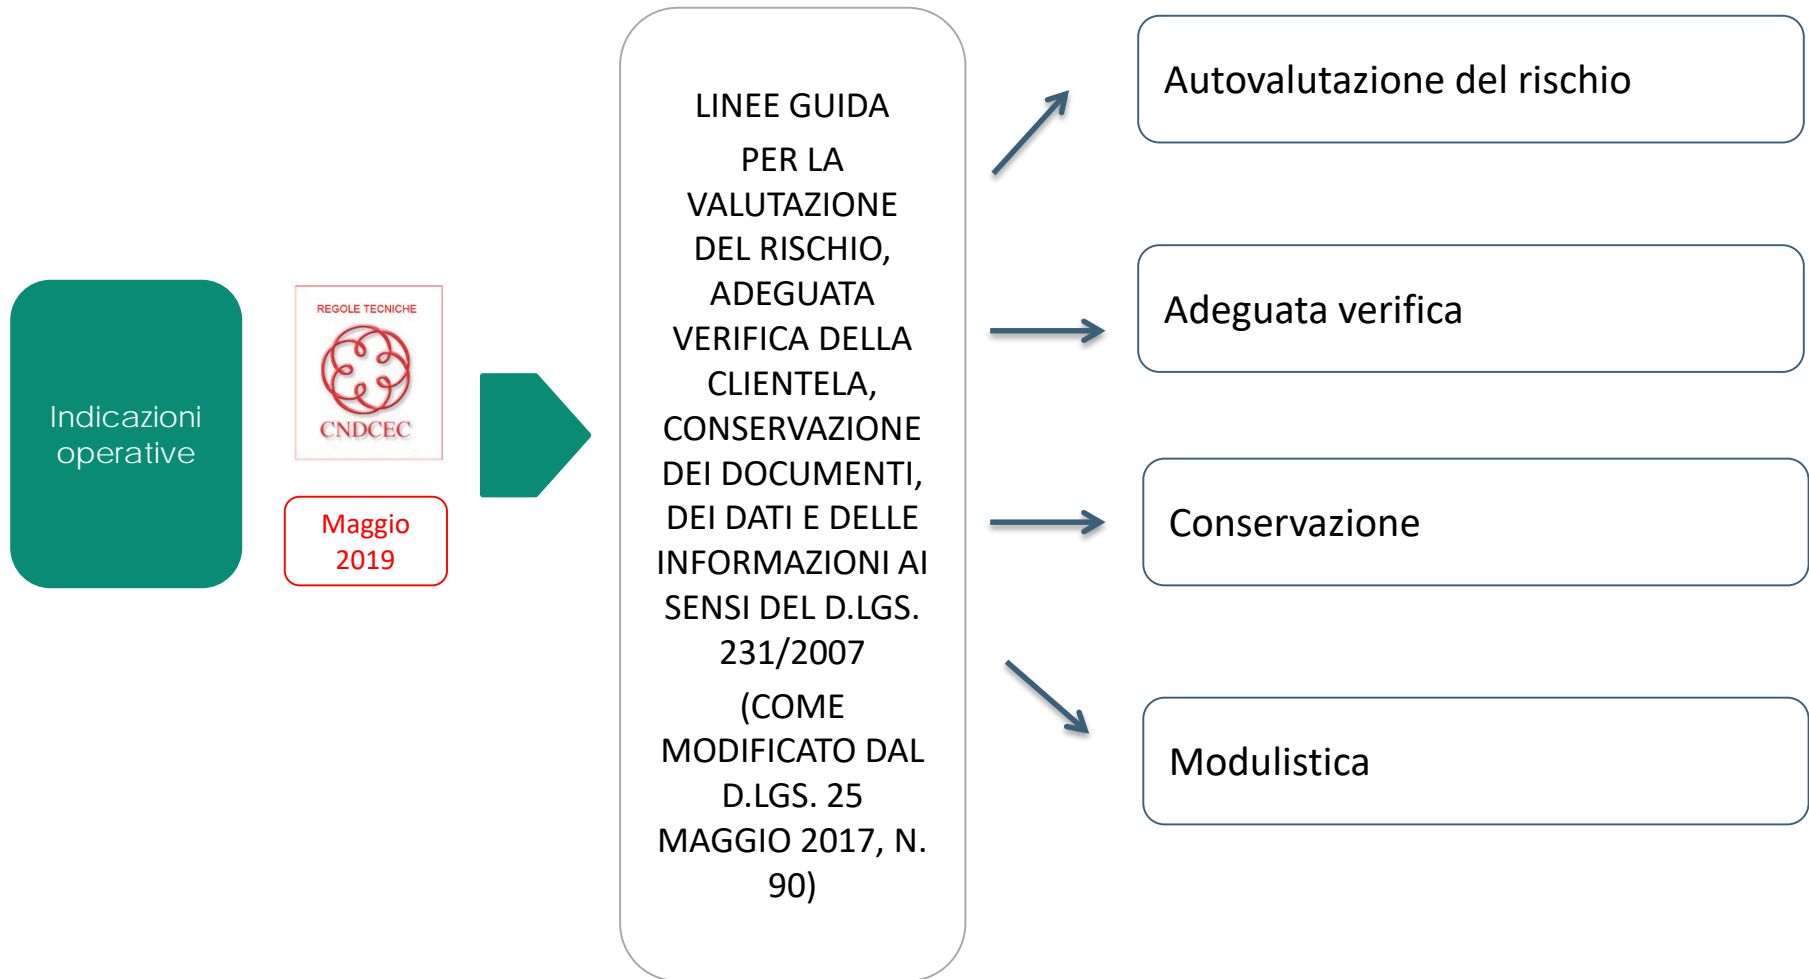 Indicazioni
operative
REGOLE TECNICHE
CNDCEC
Maggio
2019
LINEE GUIDA
PER LA
VALUTAZIONE
DEL RISCHIO,
ADEGUATA
VERIFICA DELLA
CLIENTELA,
CONSERVAZIONE
DEI DOCUMENTI,
DEI DATI E DELLE
INFORMAZIONI AI
SENSI DEL D.LGS.
231/2007
(COME
MODIFICATO DAL
D.LGS. 25
MAGGIO 2017, N.
90)
Autovalutazione del rischio
Adeguata verifica
Conservazione
Modulistica